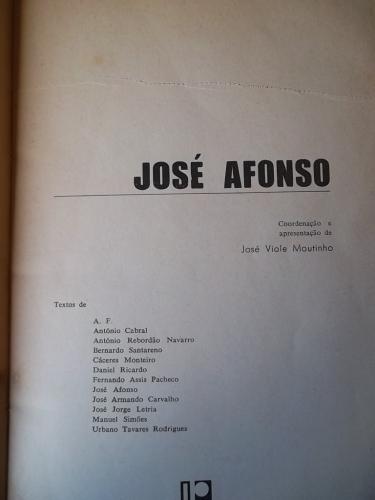 JOSÉ AFONSO
Coordenação e
apresentação de
José Viale Moutinho
Textos de
A. F.
António Cabral
António Rebordão Navarro
Bernardo Santareno
Cáceres Monteiro
Daniel Ricardo
Fernando Assis Pacheco
José Afonso
José Armando Carvalho
José Jorge Letria
Manuel Simões
Urbano Tavares Rodrigues